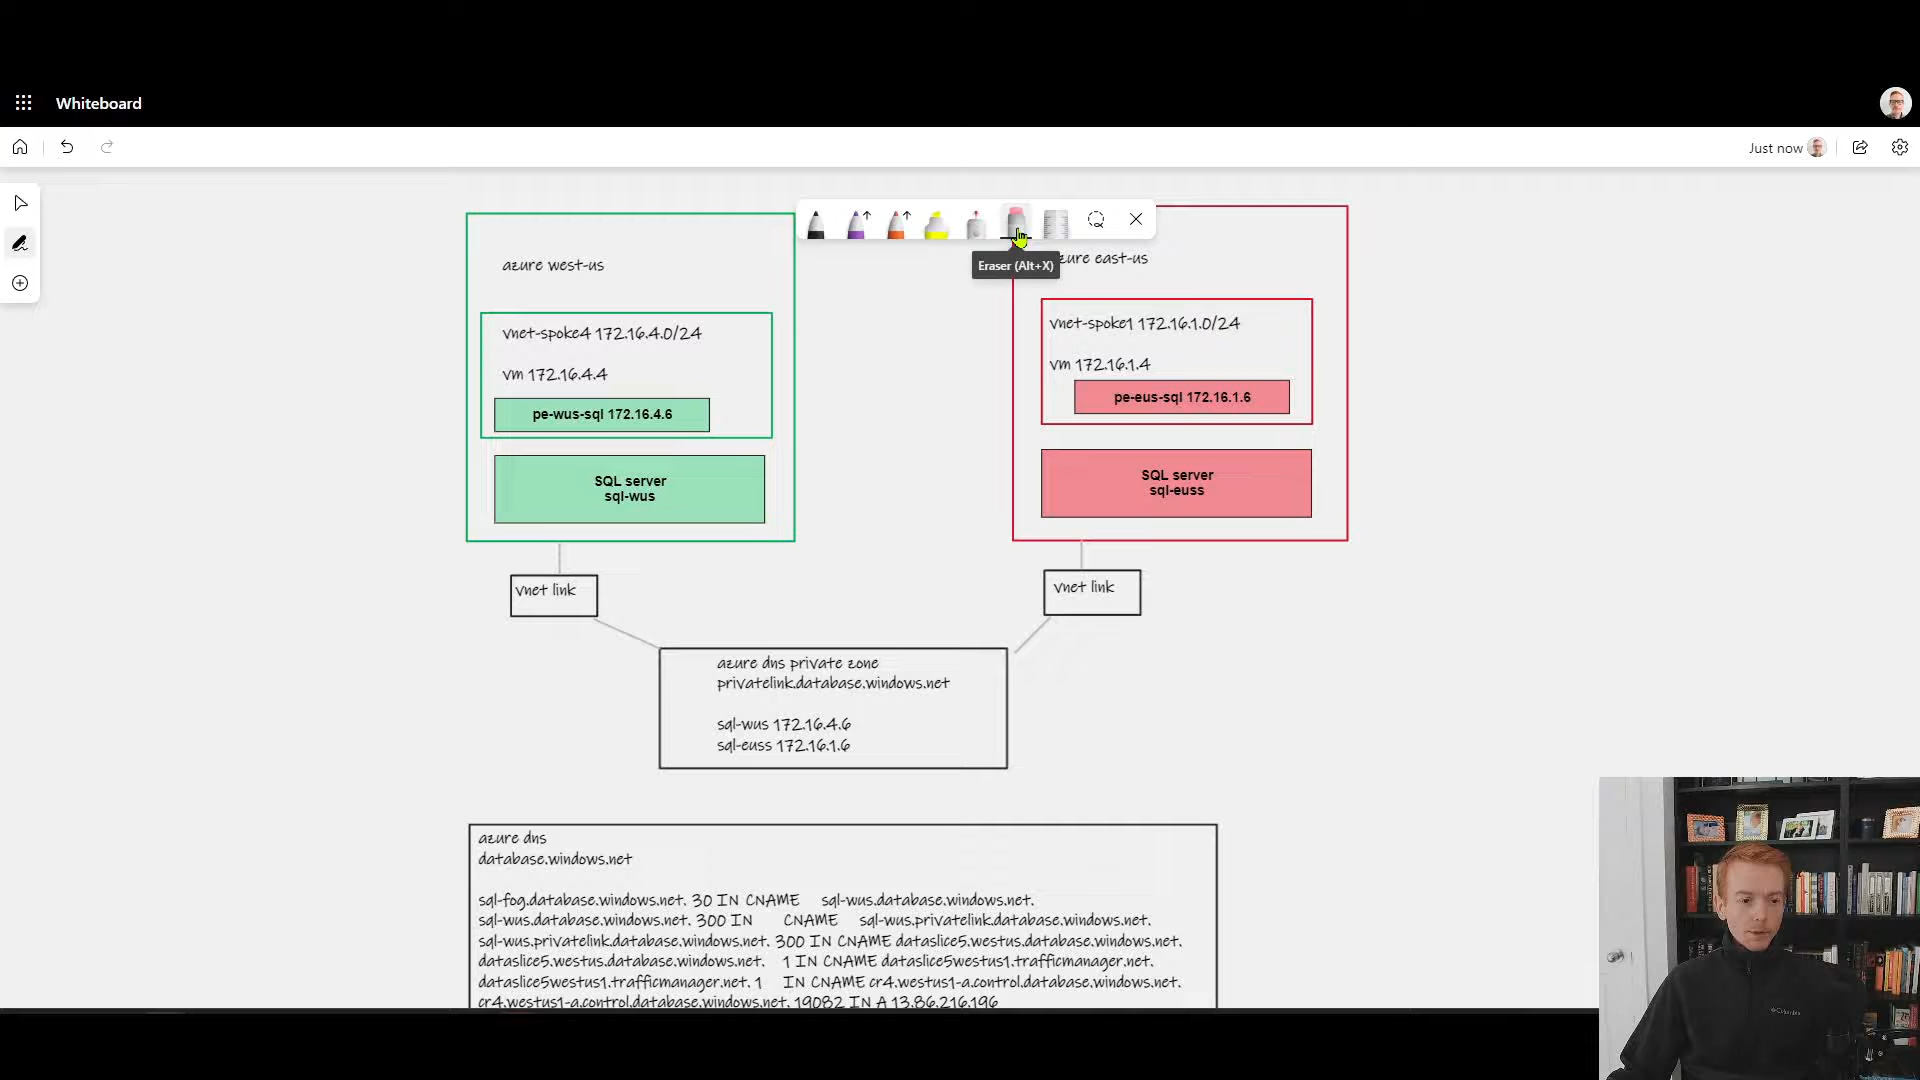 Whiteboard
Just now
Eraser (Alt+X)
azure west-us
vnet-spoke4 172.16.4.0/24
vm 172.16.4.4
pe-wus-sql 172.16.4.6
SQL server
sql-wus
zure east-us
vnet-spoke1 172.16.1.0/24
vm 172.16.1.4
pe-eus-sql 172.16.1.6
SQL server
sql-euss
vnet link
vnet link
azure dns private zone
privatelink.database.windows.net
sql-wus 172.16.4.6
sql-euss 172.16.1.6
azure dns
database.windows.net
sql-fog.database.windows.net. 30 IN CNAME sql-wus.database.windows.net.
sql-wus.database.windows.net. 300 IN CNAME sql-wus.privatelink.database.windows.net.
sql-wus.privatelink.database.windows.net. 300 IN CNAME dataslice5.westus.database.windows.net.
dataslice5.westus.database.windows.net. 1 IN CNAME dataslice5westus1.trafficmanager.net.
dataslice5westus1.trafficmanager.net. 1 IN CNAME cr4.westus1-a.control.database.windows.net.
cr4.westus1-a.control.database.windows.net. 19082 IN A 13.86.216.196
Columbia